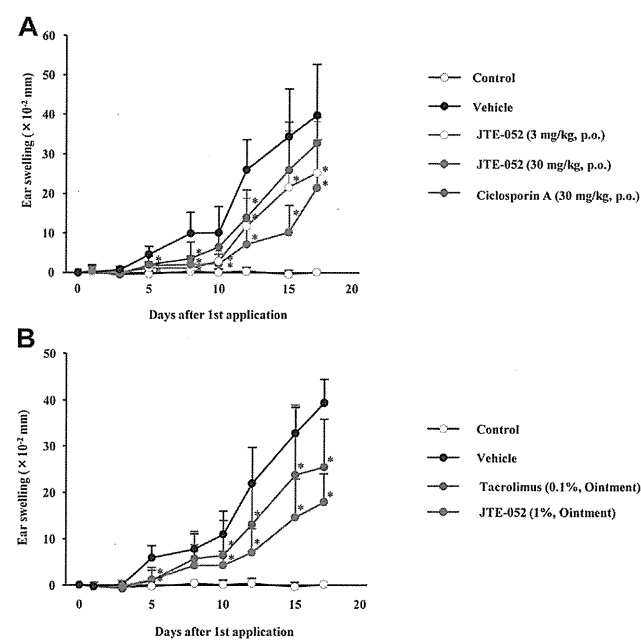 A
60
50
40
30
20
10
0
Ear swelling (×10-2 mm)
* * * * * * * * * * * * * * *
0 5 10 15 20
Days after 1st application
Control
Vehicle
JTE-052 (3 mg/kg, p.o.)
JTE-052 (30 mg/kg, p.o.)
Ciclosporin A (30 mg/kg, p.o.)
B
50
40
30
20
10
0
Ear swelling (×10-2 mm)
* * * * * * * * * *
0 5 10 15 20
Days after 1st application
Control
Vehicle
Tacrolimus (0.1%, Ointment)
JTE-052 (1%, Ointment)